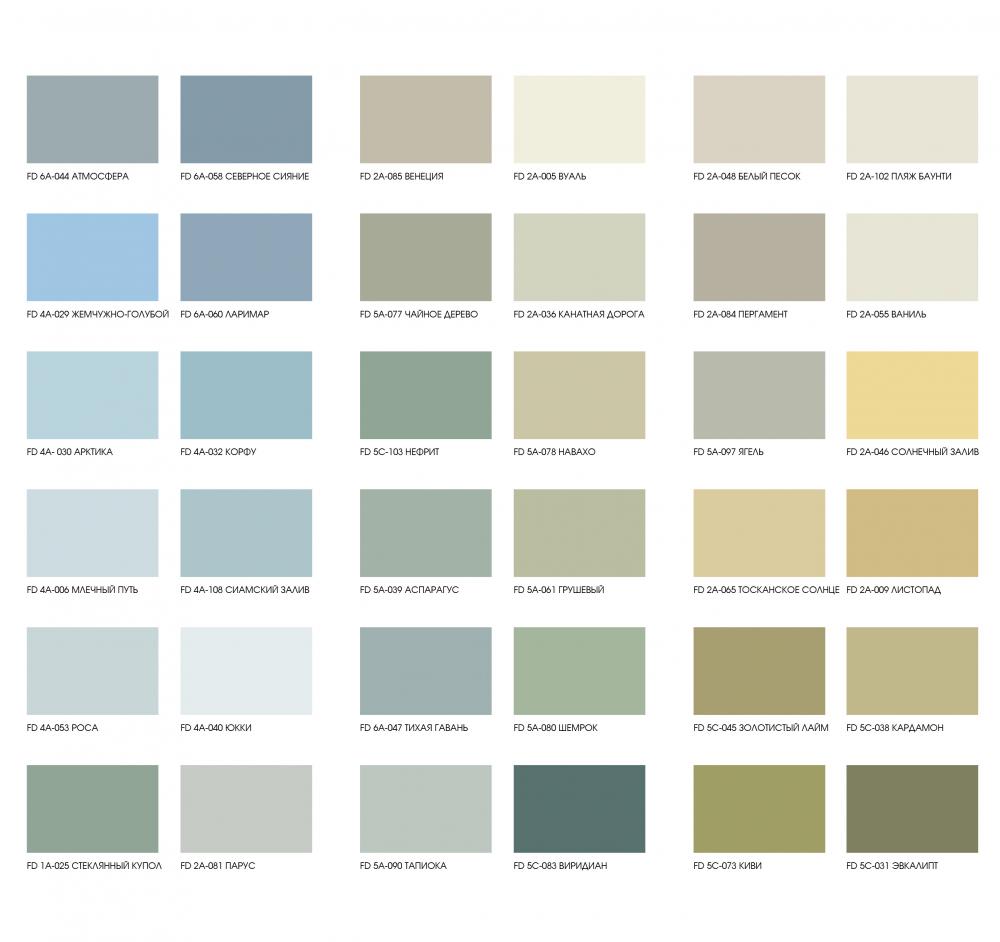 FD 6A-044 АТМОСФЕРА
FD 6A-058 СЕВЕРНОЕ СИЯНИЕ
FD 2A-085 ВЕНЕЦИЯ
FD 2A-005 ВУАЛЬ
FD 2A-048 БЕЛЫЙ ПЕСОК
FD 2A-102 ПЛЯЖ БАУНТИ
FD 4A-029 ЖЕМЧУЖНО-ГОЛУБОЙ
FD 6A-060 ЛАРИМАР
FD 5A-077 ЧАЙНОЕ ДЕРЕВО
FD 2A-036 КАНАТНАЯ ДОРОГА
FD 2A-084 ПЕРГАМЕНТ
FD 2A-055 ВАНИЛЬ
FD 4A- 030 АРКТИКА
FD 4A-032 КОРФУ
FD 5C-103 НЕФРИТ
FD 5A-078 НАВАХО
FD 5A-097 ЯГЕЛЬ
FD 2A-046 СОЛНЕЧНЫЙ ЗАЛИВ
FD 4A-006 МЛЕЧНЫЙ ПУТЬ
FD 4A-108 СИАМСКИЙ ЗАЛИВ
FD 5A-039 АСПАРАГУС
FD 5A-061 ГРУШЕВЫЙ
FD 2A-065 ТОСКАНСКОЕ СОЛНЦЕ
FD 2A-009 ЛИСТОПАД
FD 4A-053 РОСА
FD 4A-040 ЮККИ
FD 6A-047 ТИХАЯ ГАВАНЬ
FD 5A-080 ШЕМРОК
FD 5C-045 ЗОЛОТИСТЫЙ ЛАЙМ
FD 5C-038 КАРДАМОН
FD 1A-025 СТЕКЛЯННЫЙ КУПОЛ
FD 2A-081 ПАРУС
FD 5A-090 ТАПИОКА
FD 5C-083 ВИРИДИАН
FD 5C-073 КИВИ
FD 5C-031 ЭВКАЛИПТ